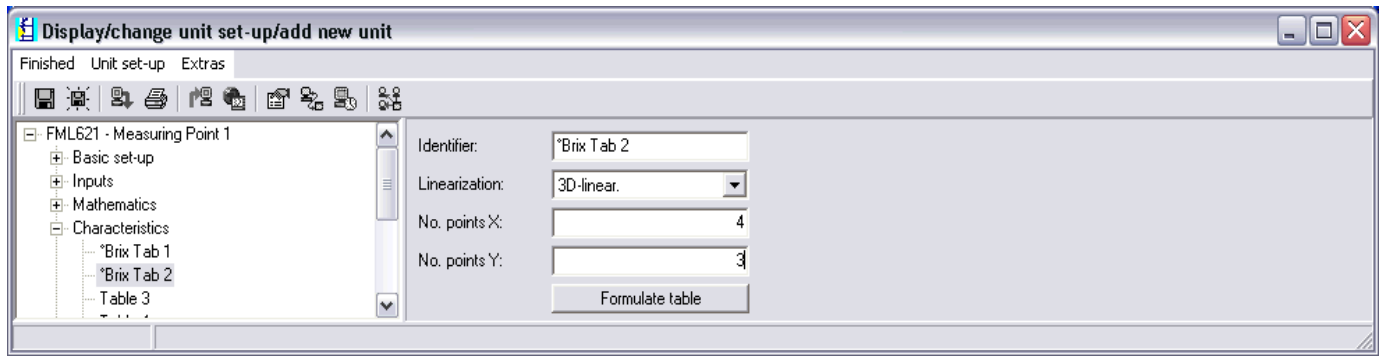 Display/change unit set-up/add new unit
Finished Unit set-up Extras
FML621 - Measuring Point 1
Basic set-up
Inputs
Mathematics
Characteristics
°Brix Tab 1
°Brix Tab 2
Table 3
Identifier: °Brix Tab 2
Linearization: 3D-linear.
No. points X: 4
No. points Y: 3
Formulate table